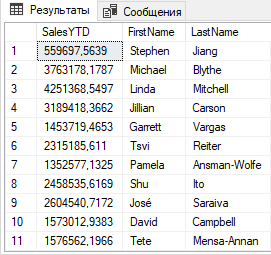 Результаты Сообщения
SalesYTD FirstName LastName
1 559697,5639 Stephen Jiang
2 3763178,1787 Michael Blythe
3 4251368,5497 Linda Mitchell
4 3189418,3662 Jillian Carson
5 1453719,4653 Garrett Vargas
6 2315185,611 Tsvi Reiter
7 1352577,1325 Pamela Ansman-Wolfe
8 2458535,6169 Shu Ito
9 2604540,7172 José Saraiva
10 1573012,9383 David Campbell
11 1576562,1966 Tete Mensa-Annan